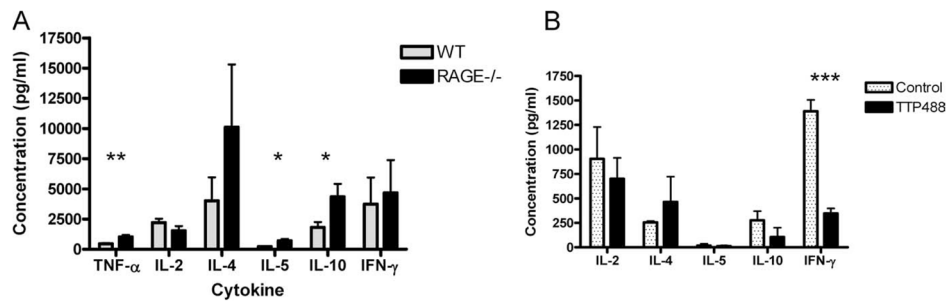 A
Concentration (pg/ml)
17500
15000
12500
10000
7500
5000
2500
0
WT
RAGE-/-
** * *
TNF-α IL-2 IL-4 IL-5 IL-10 IFN-γ
Cytokine
B
Concentration (pg/ml)
1750
1500
1250
1000
750
500
250
0
***
Control
TTP488
IL-2 IL-4 IL-5 IL-10 IFN-γ